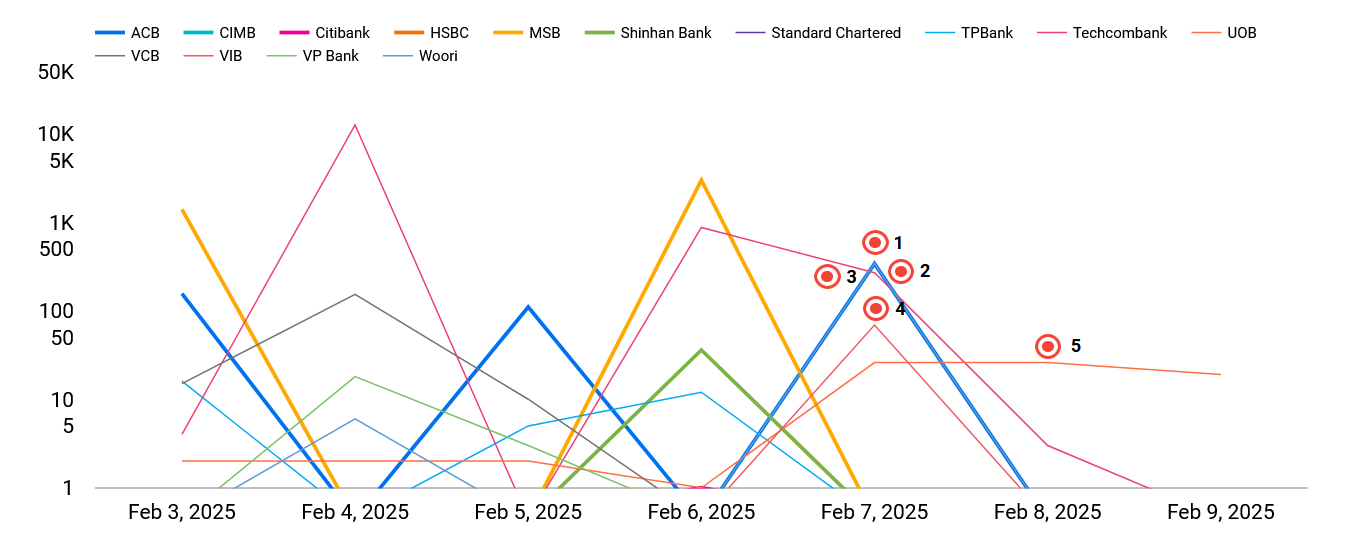 ACB CIMB Citibank HSBC MSB Shinhan Bank Standard Chartered TPBank Techcombank UOB
VCB VIB VP Bank Woori
50K
10K
5K
1K
500
100
50
10
5
1
1
2
3
4
5
Feb 3, 2025 Feb 4, 2025 Feb 5, 2025 Feb 6, 2025 Feb 7, 2025 Feb 8, 2025 Feb 9, 2025